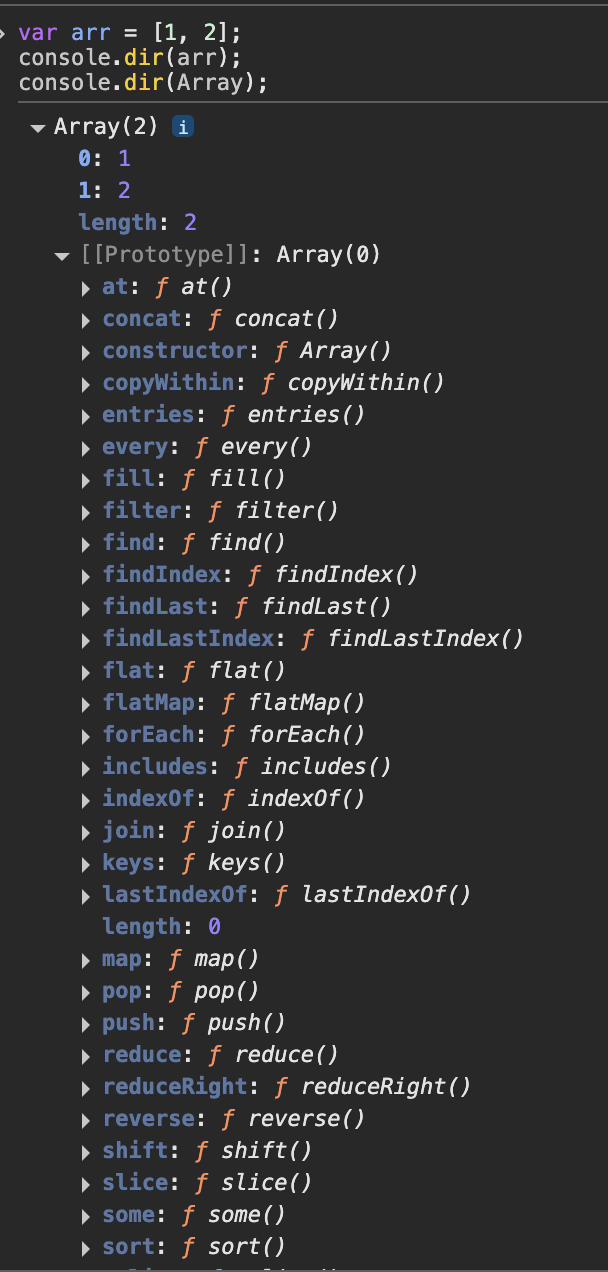 var arr = [1, 2];
console.dir(arr);
console.dir(Array);
Array(2) i
0: 1
1: 2
length: 2
[[Prototype]]: Array(0)
at: ƒ at()
concat: ƒ concat()
constructor: ƒ Array()
copyWithin: ƒ copyWithin()
entries: ƒ entries()
every: ƒ every()
fill: ƒ fill()
filter: ƒ filter()
find: ƒ find()
findIndex: ƒ findIndex()
findLast: ƒ findLast()
findLastIndex: ƒ findLastIndex()
flat: ƒ flat()
flatMap: ƒ flatMap()
forEach: ƒ forEach()
includes: ƒ includes()
indexOf: ƒ indexOf()
join: ƒ join()
keys: ƒ keys()
lastIndexOf: ƒ lastIndexOf()
length: 0
map: ƒ map()
pop: ƒ pop()
push: ƒ push()
reduce: ƒ reduce()
reduceRight: ƒ reduceRight()
reverse: ƒ reverse()
shift: ƒ shift()
slice: ƒ slice()
some: ƒ some()
sort: ƒ sort()